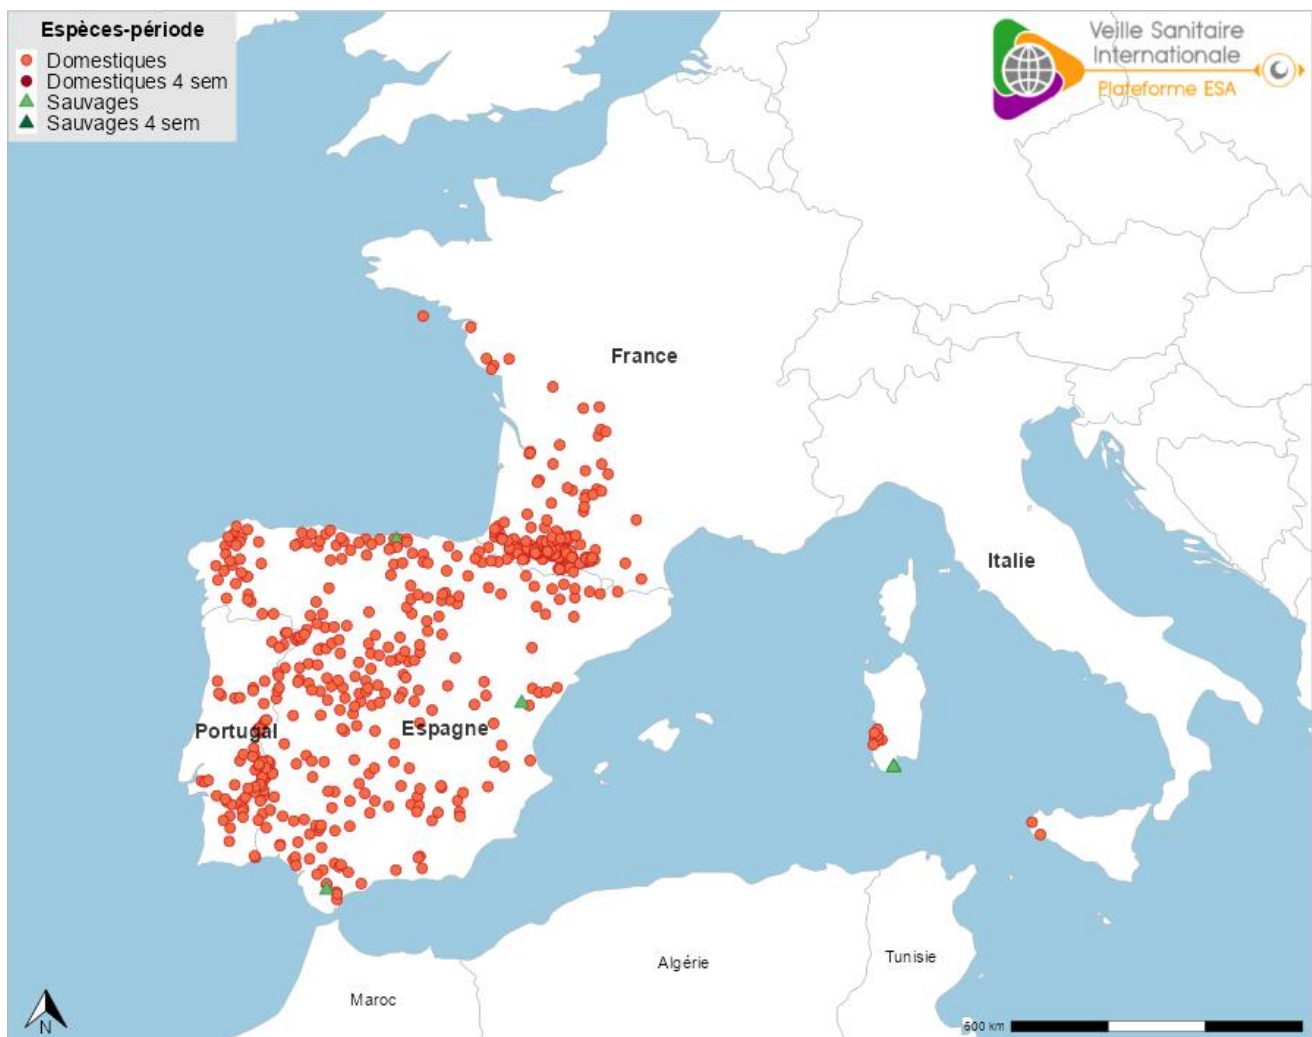 Espèces-période
Domestiques
Domestiques 4 sem
Sauvages
Sauvages 4 sem
Veille Sanitaire
Internationale
Plateforme ESA
France
Italie
Portugal
Espagne
Algérie
Tunisie
Maroc
N
500 km